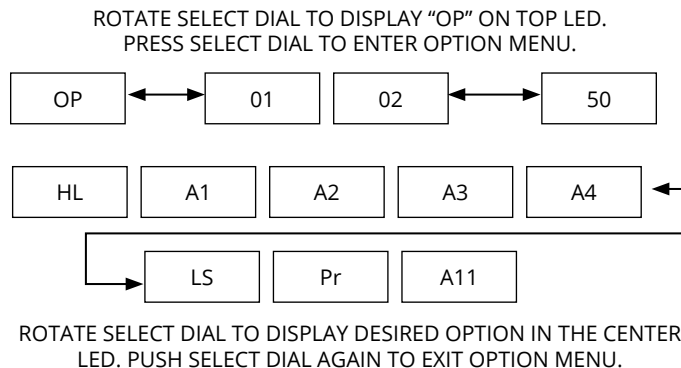 ROTATE SELECT DIAL TO DISPLAY “OP” ON TOP LED.
PRESS SELECT DIAL TO ENTER OPTION MENU.
OP 01 02 50
HL A1 A2 A3 A4
LS Pr A11
ROTATE SELECT DIAL TO DISPLAY DESIRED OPTION IN THE CENTER
LED. PUSH SELECT DIAL AGAIN TO EXIT OPTION MENU.